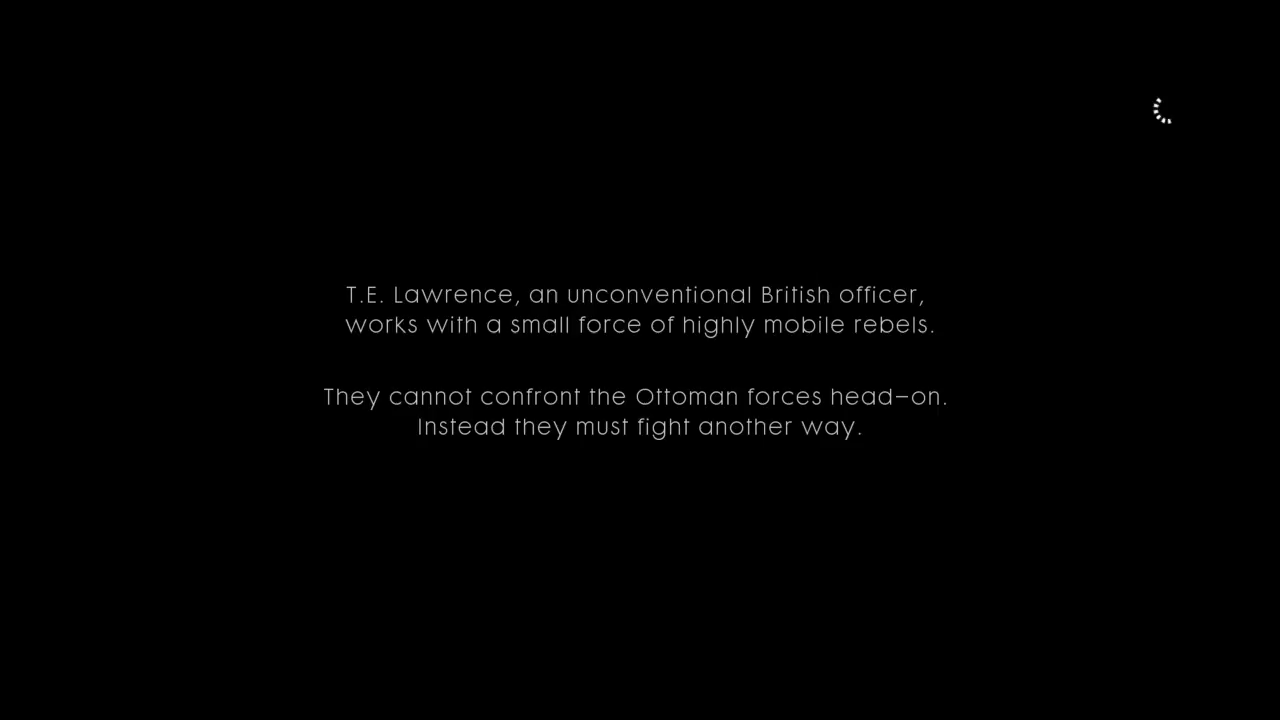 T.E. Lawrence, an unconventional British officer,
works with a small force of highly mobile rebels.
They cannot confront the Ottoman forces head–on.
Instead they must fight another way.